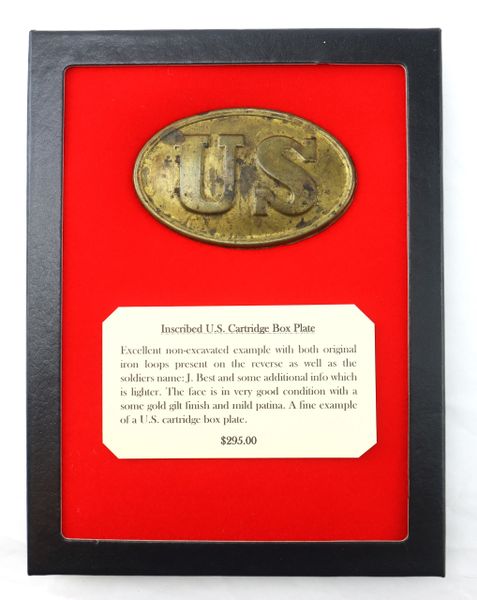 US
Inscribed U.S. Cartridge Box Plate
Excellent non-excavated example with both original
iron loops present on the reverse as well as the
soldiers name: J. Best and some additional info which
is lighter. The face is in very good condition with a
some gold gilt finish and mild patina. A fine example
of a U.S. cartridge box plate.
$295.00